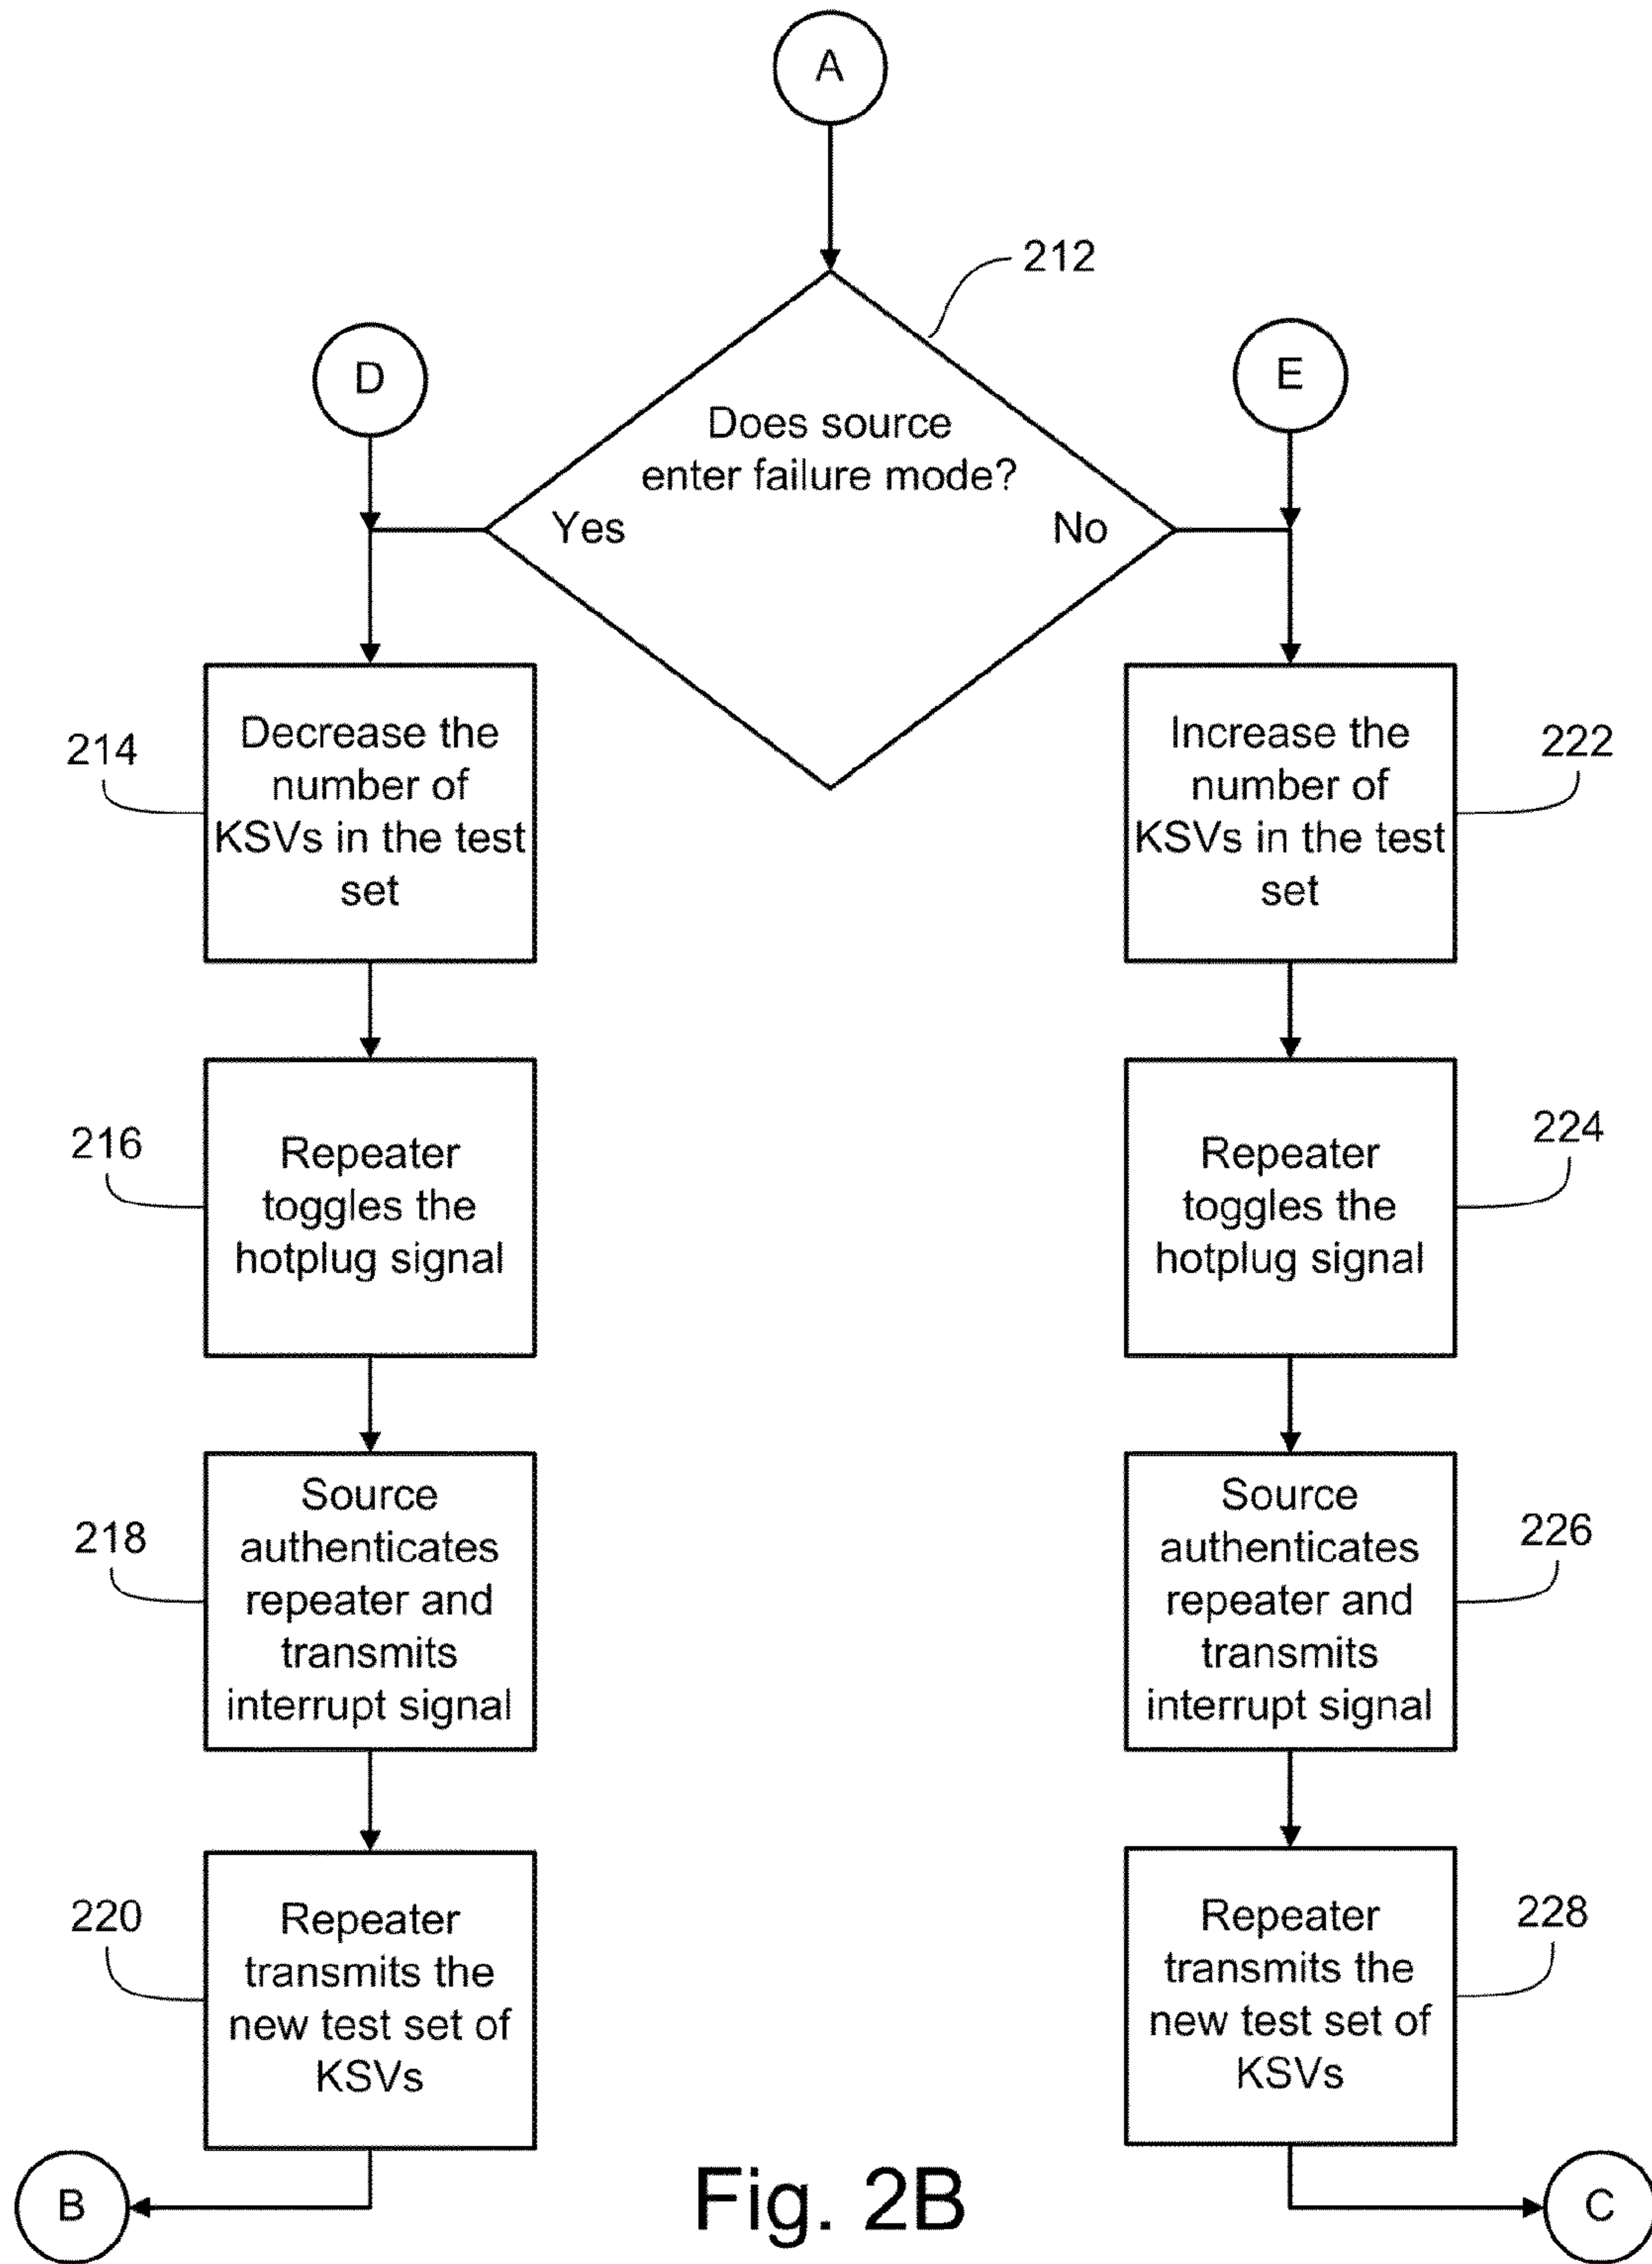 A
212
D
E
Does source
enter failure mode?
Yes
No
214
Decrease the
number of
KSVs in the test
set
Increase the
number of
KSVs in the test
set
222
216
Repeater
toggles the
hotplug signal
Repeater
toggles the
hotplug signal
224
218
Source
authenticates
repeater and
transmits
interrupt signal
Source
authenticates
repeater and
transmits
interrupt signal
226
220
Repeater
transmits the
new test set of
KSVs
Repeater
transmits the
new test set of
KSVs
228
B
Fig. 2B
C